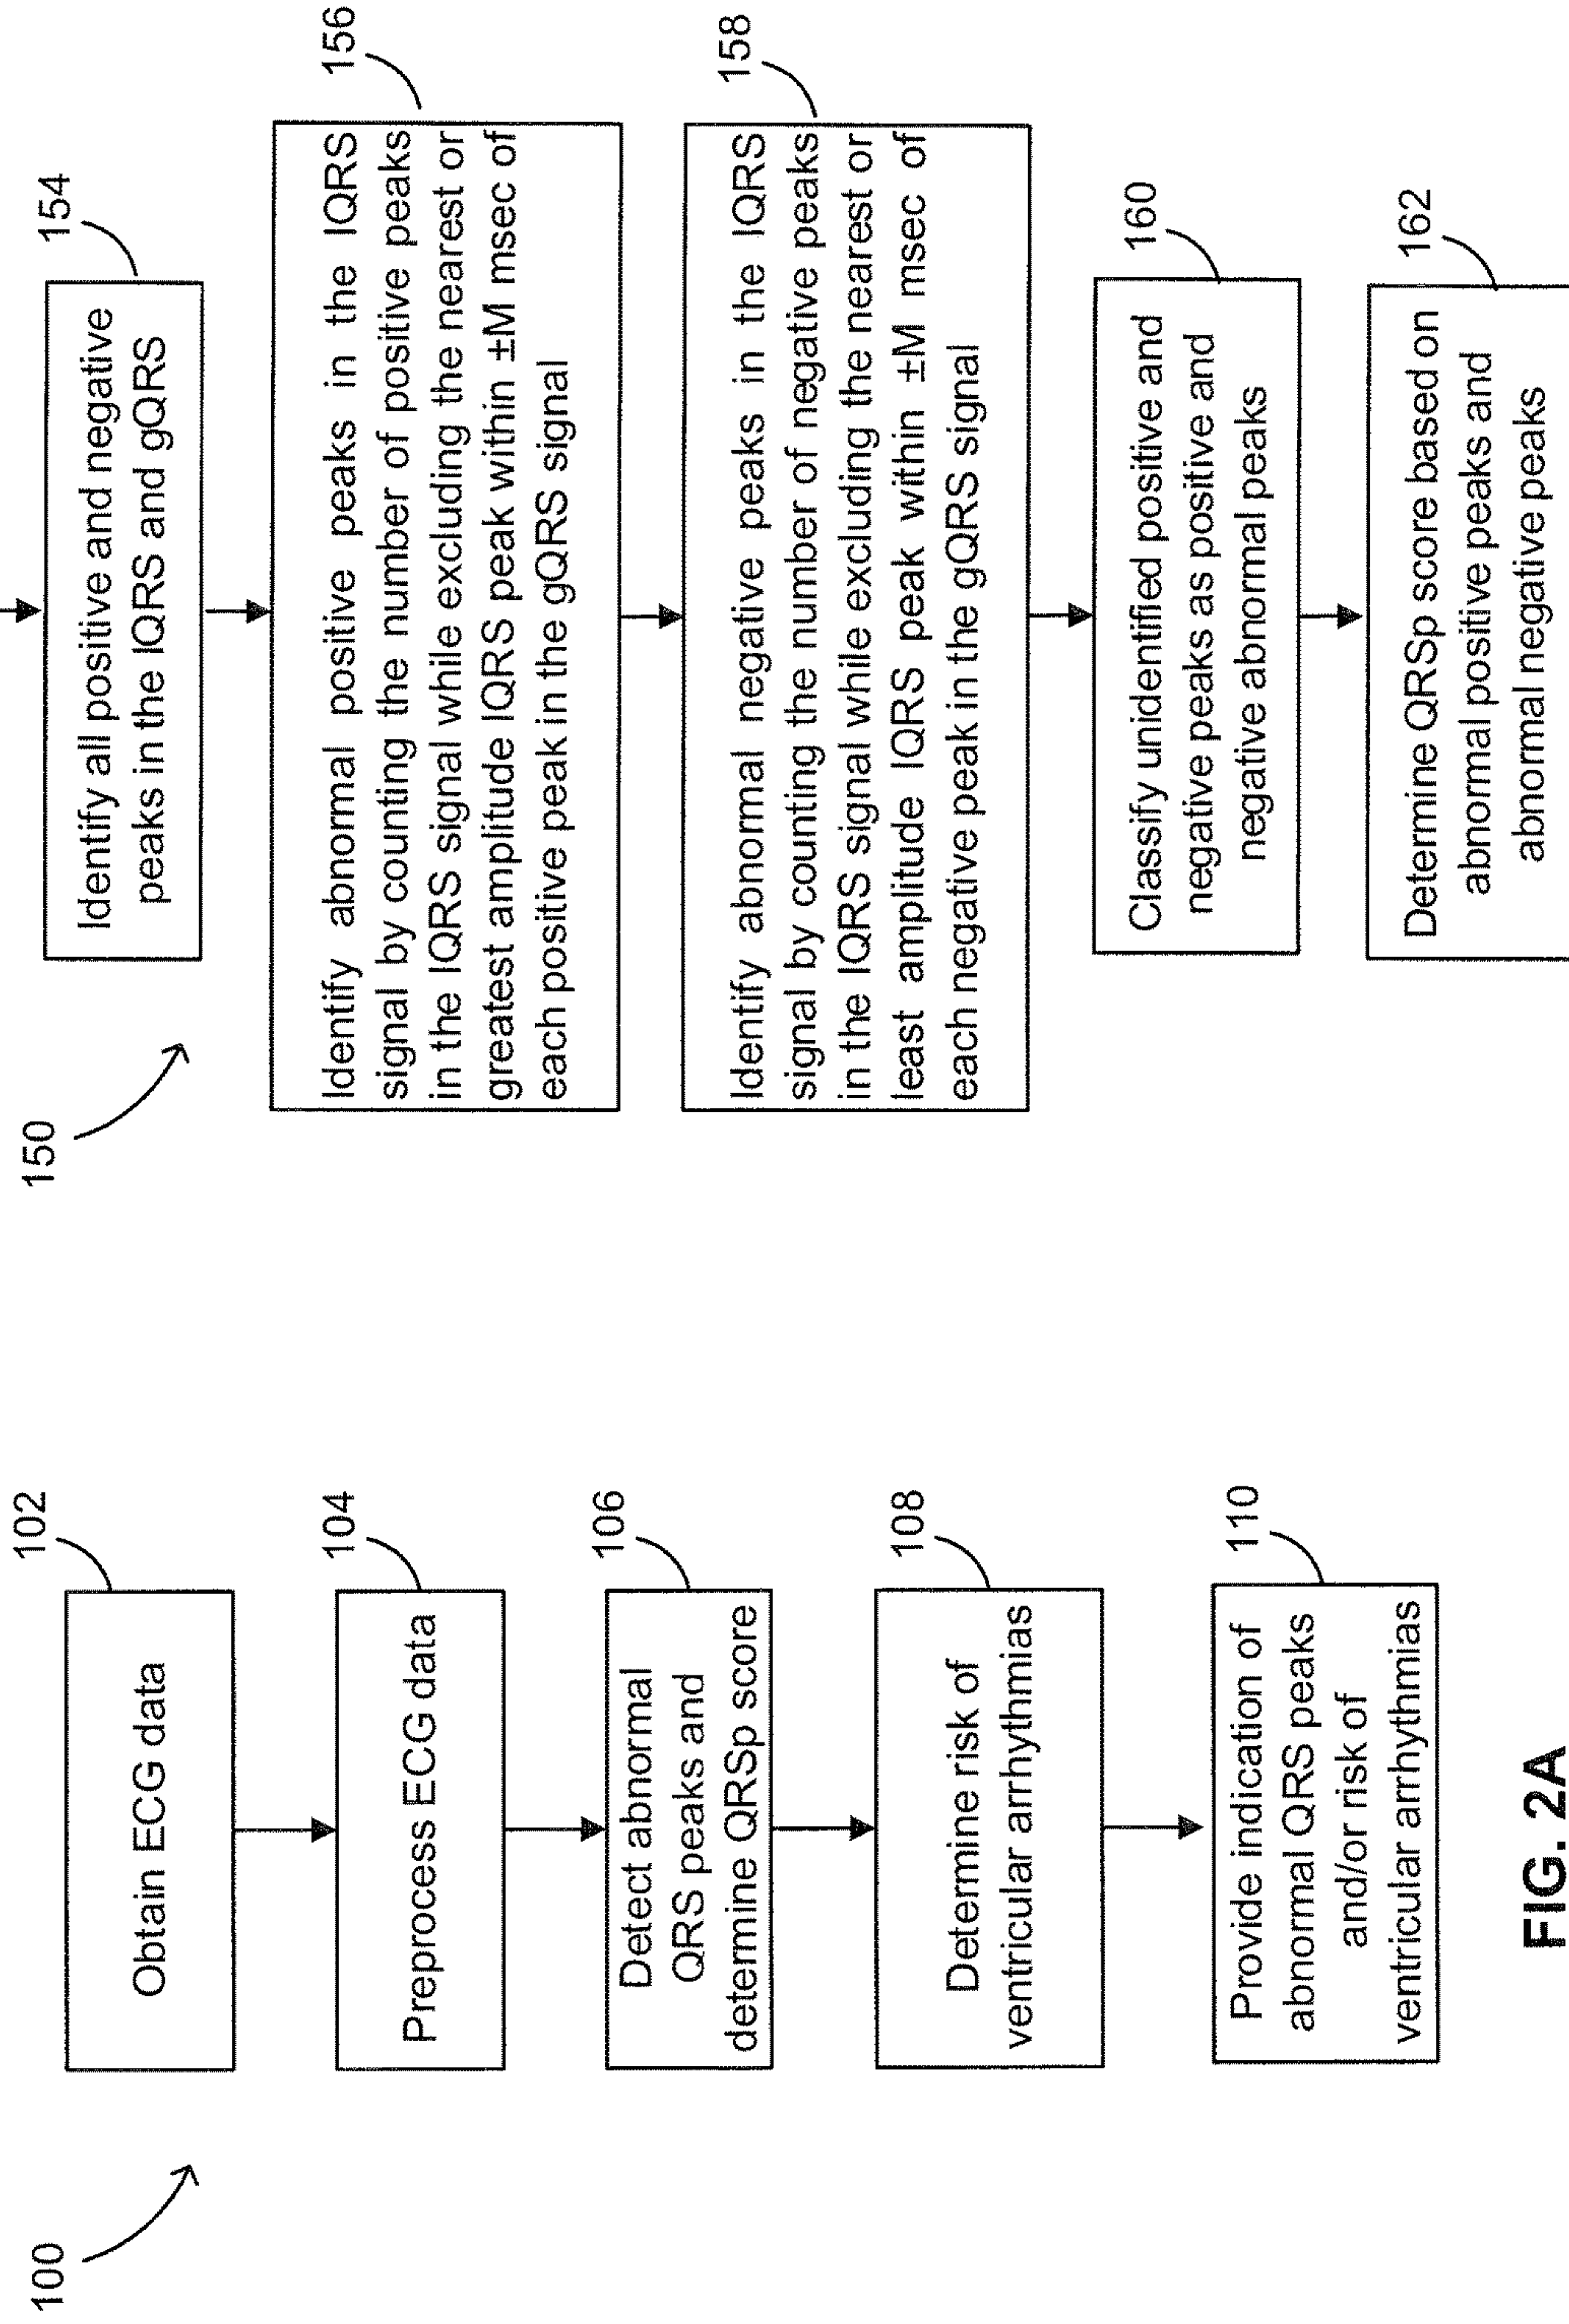 100
102
Obtain ECG data
104
Preprocess ECG data
106
Detect abnormal
QRS peaks and
determine QRSp score
108
Determine risk of
ventricular arrhythmias
110
Provide indication of
abnormal QRS peaks
and/or risk of
ventricular arrhythmias
FIG. 2A
150
154
Identify all positive and negative
peaks in the IQRS and gQRS
156
Identify abnormal positive peaks in the IQRS
signal by counting the number of positive peaks
in the IQRS signal while excluding the nearest or
greatest amplitude IQRS peak within ±M msec of
each positive peak in the gQRS signal
158
Identify abnormal negative peaks in the IQRS
signal by counting the number of negative peaks
in the IQRS signal while excluding the nearest or
least amplitude IQRS peak within ±M msec of
each negative peak in the gQRS signal
160
Classify unidentified positive and
negative peaks as positive and
negative abnormal peaks
162
Determine QRSp score based on
abnormal positive peaks and
abnormal negative peaks